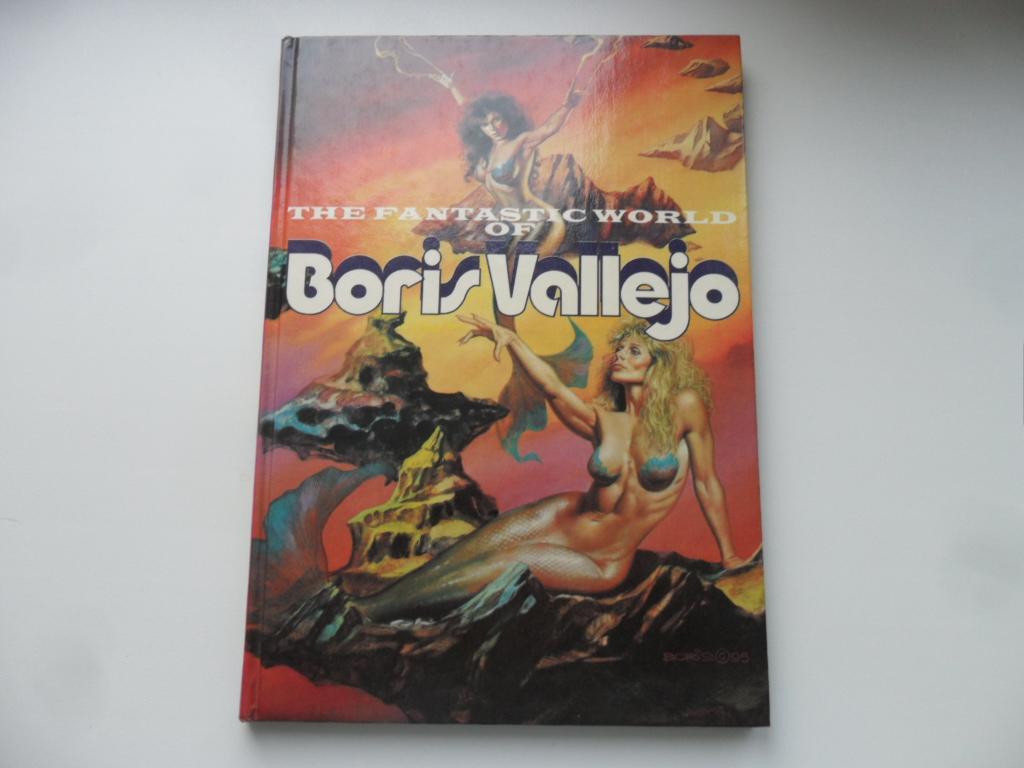 THE FANTASTIC WORLD
OF
Boris Vallejo